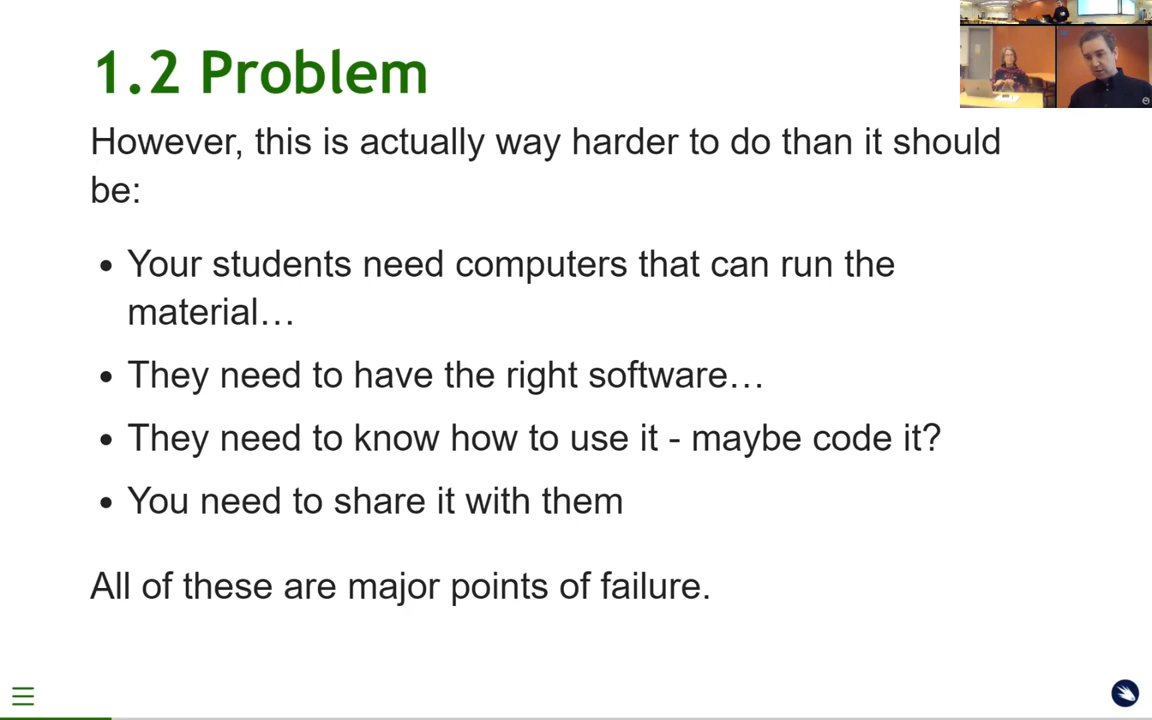 1.2 Problem
However, this is actually way harder to do than it should
be:
• Your students need computers that can run the
material…
• They need to have the right software…
• They need to know how to use it - maybe code it?
• You need to share it with them
All of these are major points of failure.